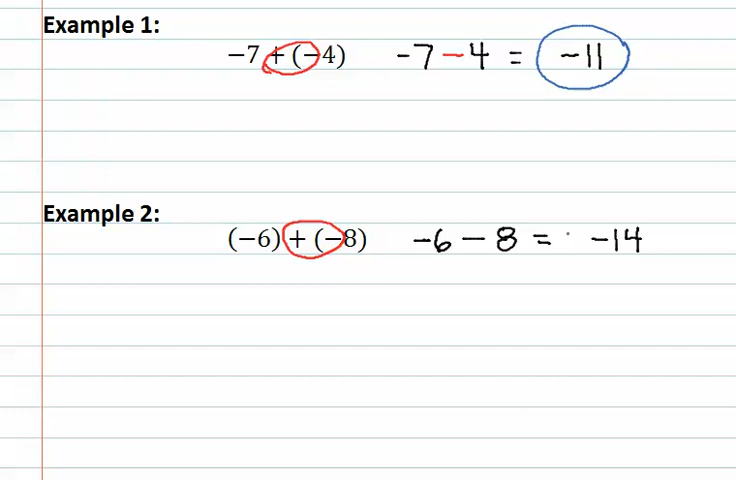 Example 1:
−7 + (−4) -7 - 4 = -11
Example 2:
(−6) + (−8) -6 - 8 = -14